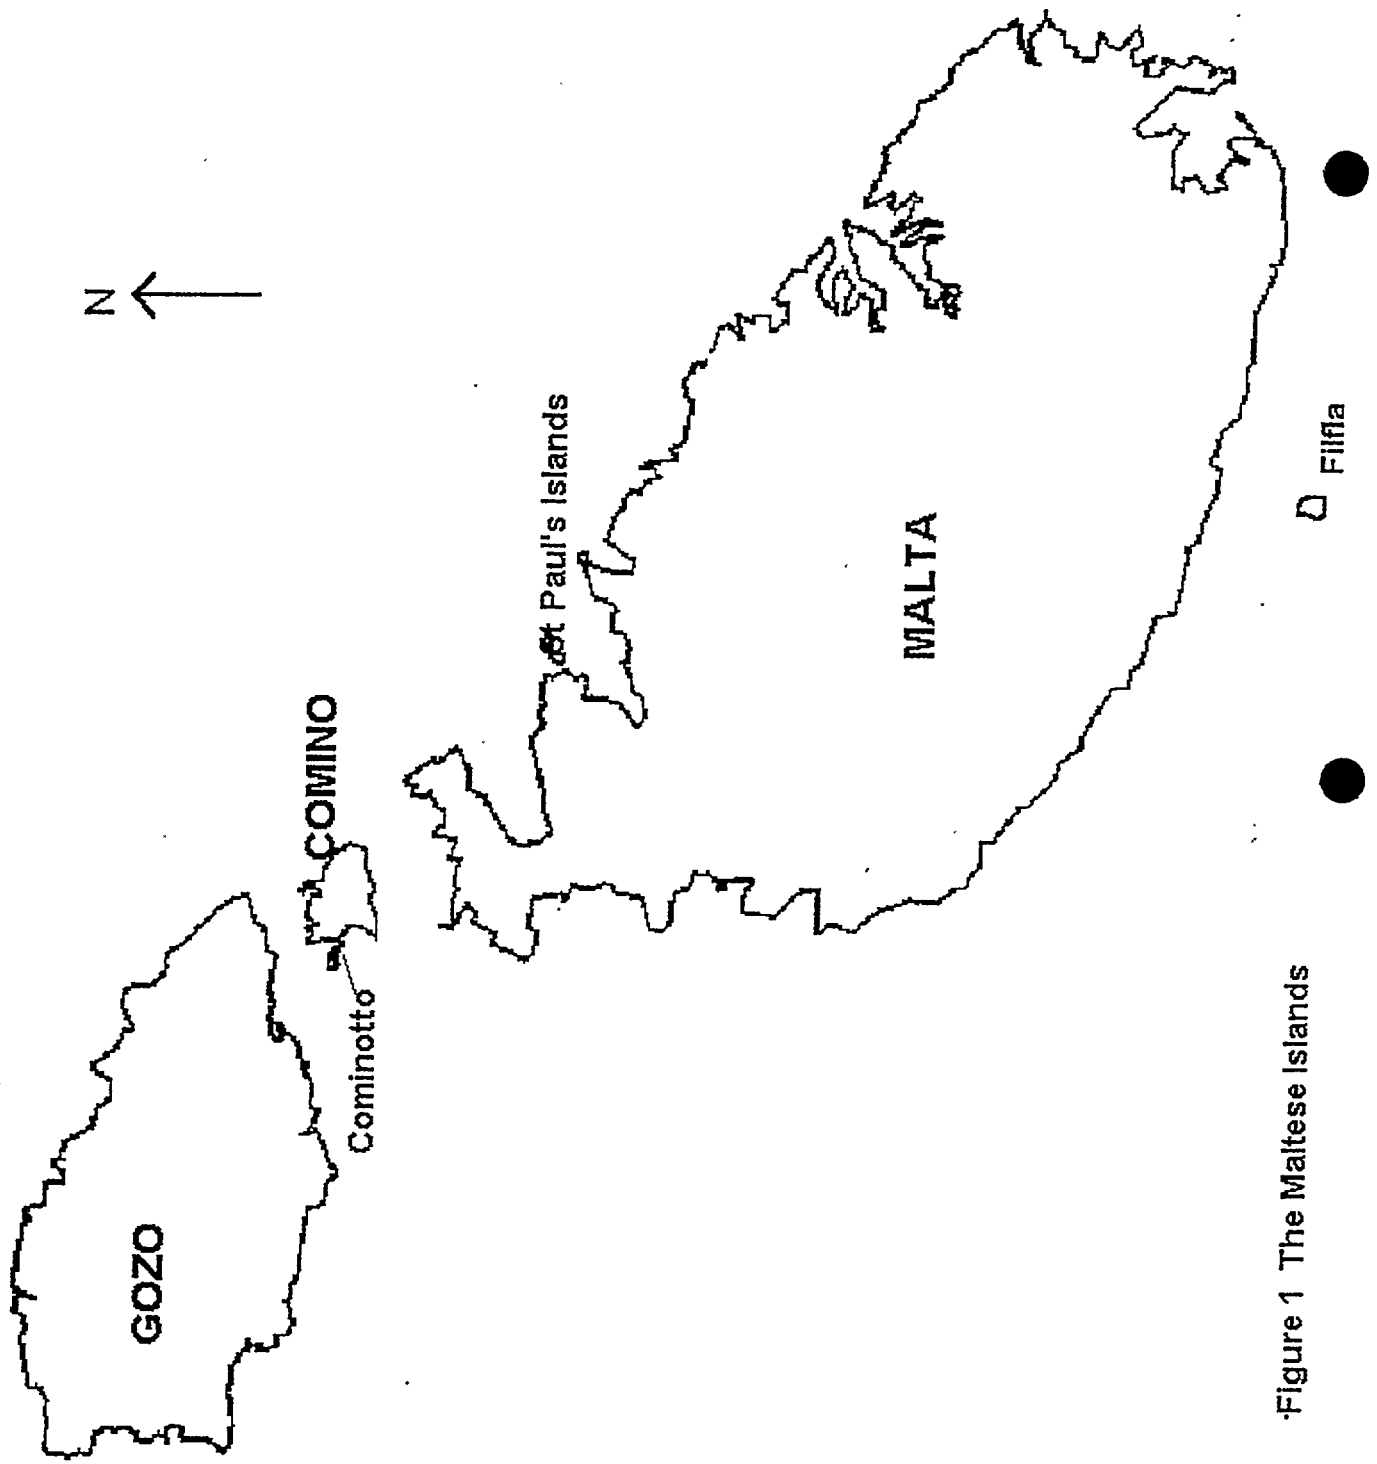 N
GOZO
COMINO
Cominotto
St Paul's Islands
MALTA
Filfla
Figure 1 The Maltese Islands